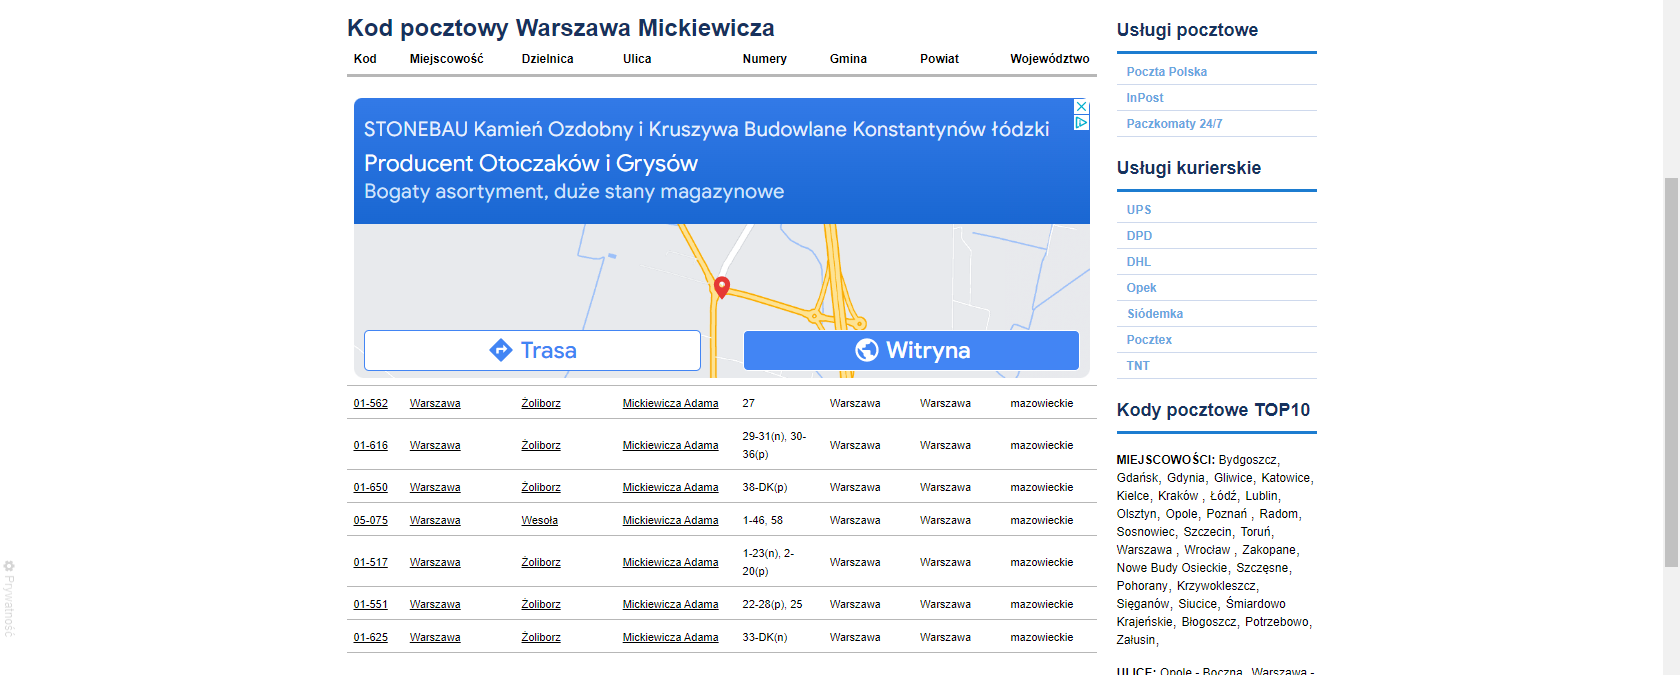 Kod pocztowy Warszawa Mickiewicza
Kod Miejscowość Dzielnica Ulica Numery Gmina Powiat Województwo
STONEBAU Kamień Ozdobny i Kruszywa Budowlane Konstantynów łódzki
Producent Otoczaków i Grysów
Bogaty asortyment, duże stany magazynowe
Trasa
Witryna
01-562 Warszawa Żoliborz Mickiewicza Adama 27 Warszawa Warszawa mazowieckie
01-616 Warszawa Żoliborz Mickiewicza Adama 29-31(n), 30-
36(p) Warszawa Warszawa mazowieckie
01-650 Warszawa Żoliborz Mickiewicza Adama 38-DK(p) Warszawa Warszawa mazowieckie
05-075 Warszawa Wesoła Mickiewicza Adama 1-46, 58 Warszawa Warszawa mazowieckie
01-517 Warszawa Żoliborz Mickiewicza Adama 1-23(n), 2-
20(p) Warszawa Warszawa mazowieckie
01-551 Warszawa Żoliborz Mickiewicza Adama 22-28(p), 25 Warszawa Warszawa mazowieckie
01-625 Warszawa Żoliborz Mickiewicza Adama 33-DK(n) Warszawa Warszawa mazowieckie
Usługi pocztowe
Poczta Polska
InPost
Paczkomaty 24/7
Usługi kurierskie
UPS
DPD
DHL
Opek
Siódemka
Pocztex
TNT
Kody pocztowe TOP10
MIEJSCOWOŚCI: Bydgoszcz,
Gdańsk, Gdynia, Gliwice, Katowice,
Kielce, Kraków , Łódź, Lublin,
Olsztyn, Opole, Poznań , Radom,
Sosnowiec, Szczecin, Toruń,
Warszawa , Wrocław , Zakopane,
Nowe Budy Osieckie, Szczęsne,
Pohorany, Krzywokleszcz,
Sięganów, Siucice, Śmiardowo
Krajeńskie, Błogoszcz, Potrzebowo,
Załusin,
ULICE: Opole - Boczna, Warszawa -
Prywatność